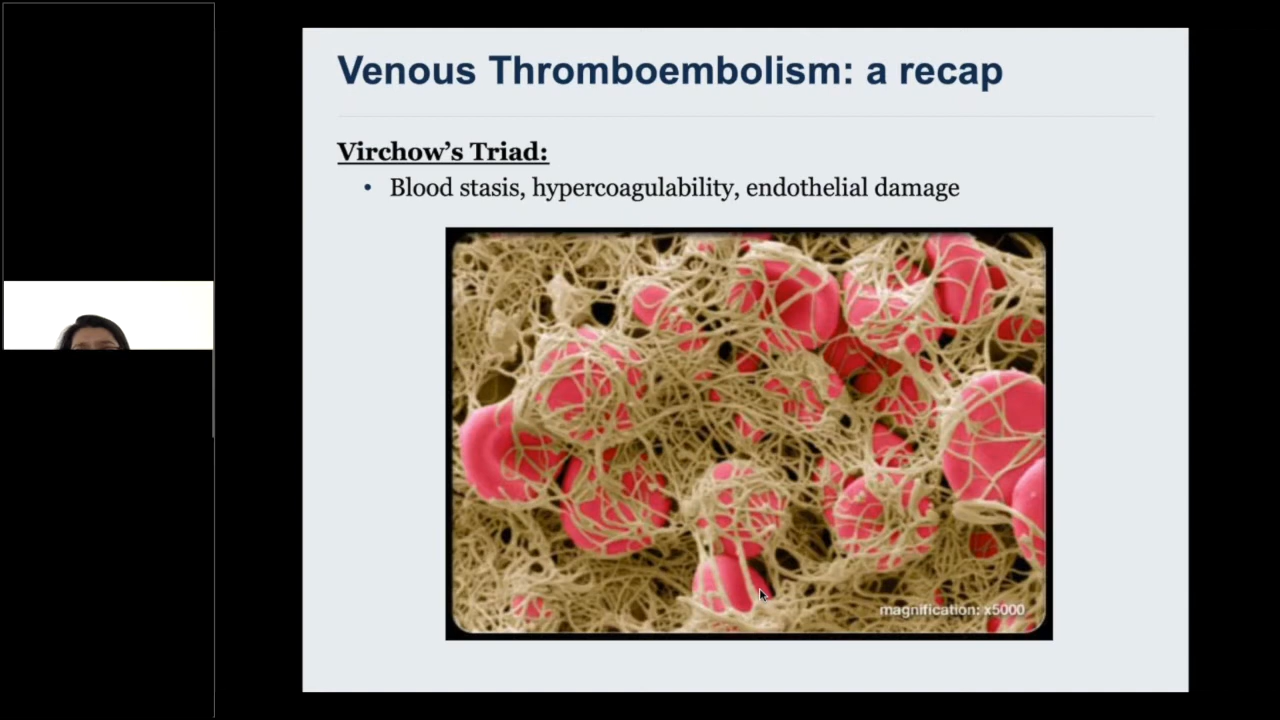 Venous Thromboembolism: a recap
Virchow’s Triad:
• Blood stasis, hypercoagulability, endothelial damage
magnification: x5000